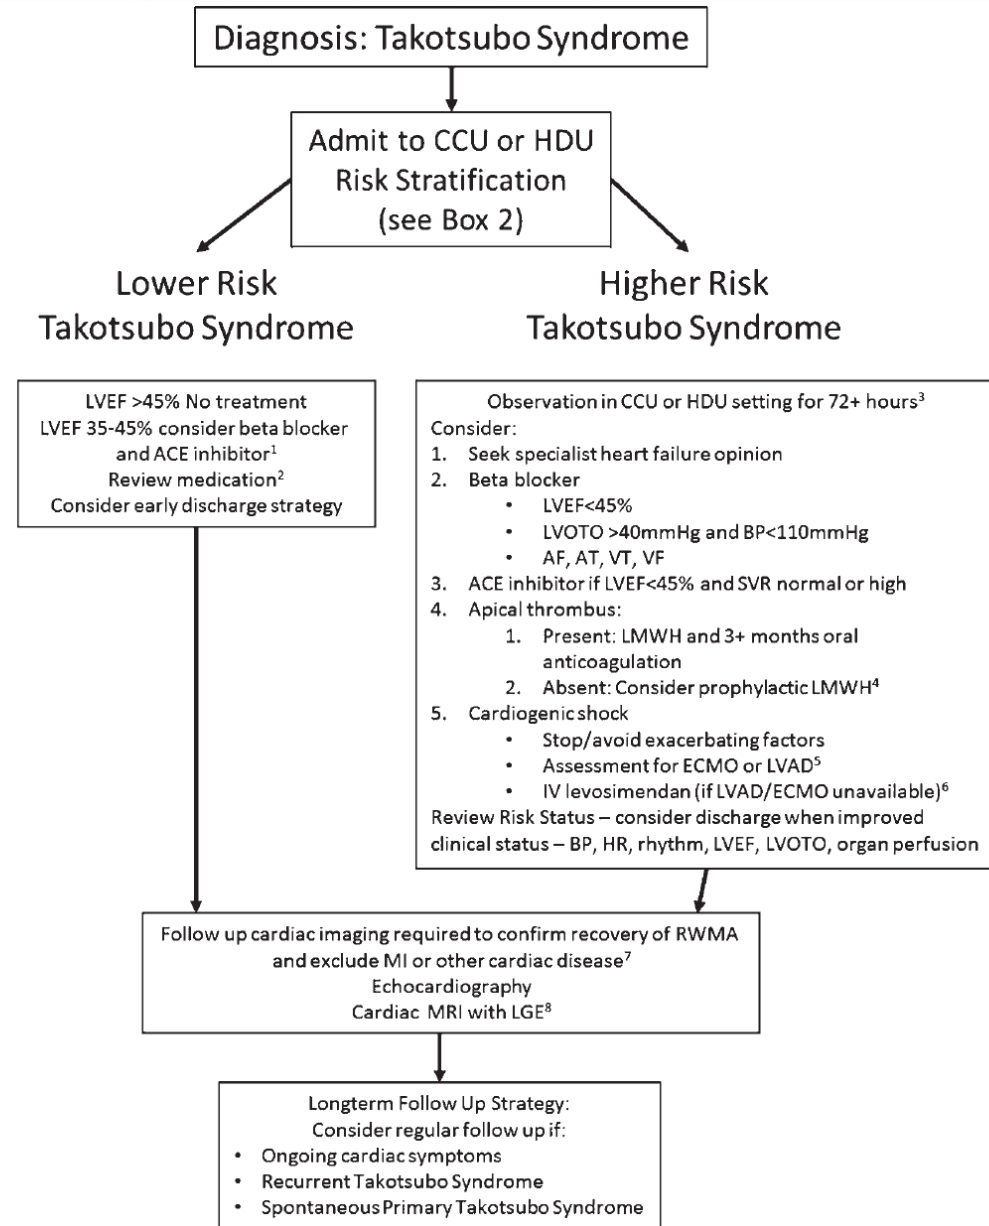 Diagnosis: Takotsubo Syndrome
Admit to CCU or HDU
Risk Stratification
(see Box 2)
Lower Risk
Takotsubo Syndrome
Higher Risk
Takotsubo Syndrome
LVEF >45% No treatment
LVEF 35-45% consider beta blocker
and ACE inhibitor¹
Review medication²
Consider early discharge strategy
Observation in CCU or HDU setting for 72+ hours³
Consider:
1. Seek specialist heart failure opinion
2. Beta blocker
• LVEF<45%
• LVOTO >40mmHg and BP<110mmHg
• AF, AT, VT, VF
3. ACE inhibitor if LVEF<45% and SVR normal or high
4. Apical thrombus:
1. Present: LMWH and 3+ months oral
anticoagulation
2. Absent: Consider prophylactic LMWH⁴
5. Cardiogenic shock
• Stop/avoid exacerbating factors
• Assessment for ECMO or LVAD⁵
• IV levosimendan (if LVAD/ECMO unavailable)⁶
Review Risk Status – consider discharge when improved
clinical status – BP, HR, rhythm, LVEF, LVOTO, organ perfusion
Follow up cardiac imaging required to confirm recovery of RWMA
and exclude MI or other cardiac disease⁷
Echocardiography
Cardiac MRI with LGE⁸
Longterm Follow Up Strategy:
Consider regular follow up if:
• Ongoing cardiac symptoms
• Recurrent Takotsubo Syndrome
• Spontaneous Primary Takotsubo Syndrome